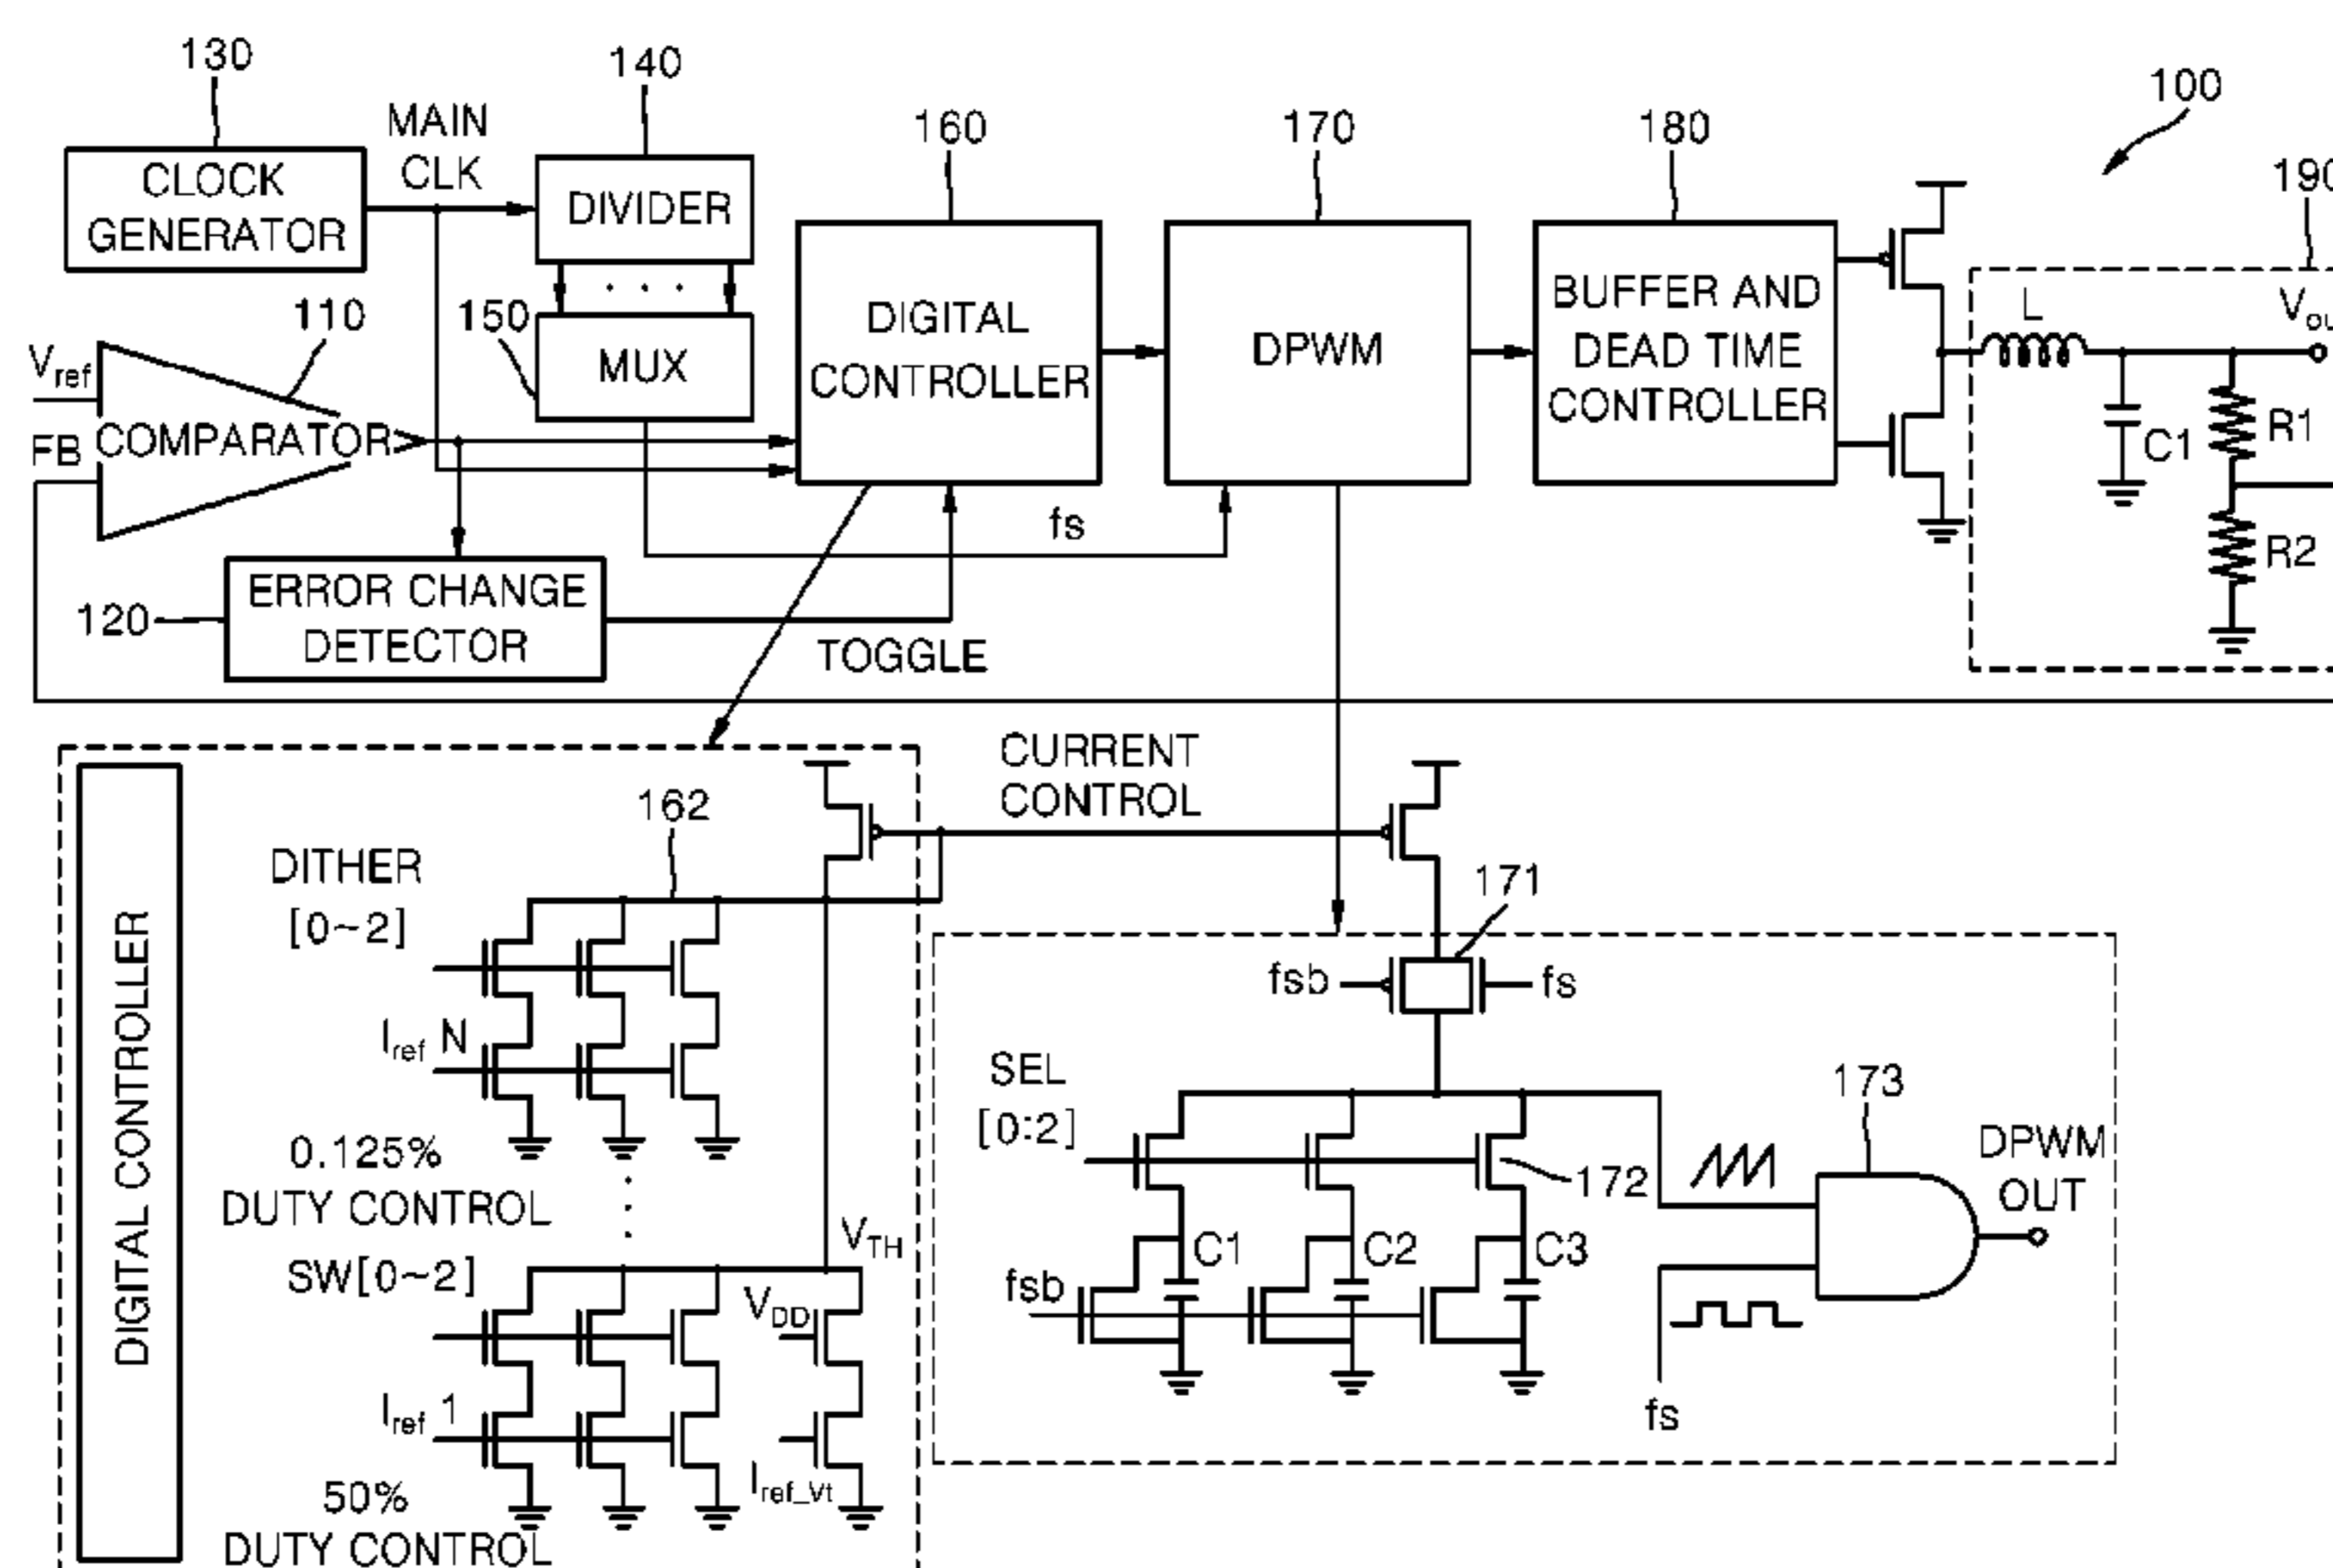 130
MAIN
CLK
140
160
170
180
100
190
CLOCK
GENERATOR
DIVIDER
110
150
MUX
DIGITAL
CONTROLLER
DPWM
BUFFER AND
DEAD TIME
CONTROLLER
L
Vou
Vref
FB
COMPARATOR
C1
R1
R2
fs
120
ERROR CHANGE
DETECTOR
TOGGLE
CURRENT
CONTROL
162
DITHER
[0~2]
171
fsb
fs
DIGITAL CONTROLLER
Iref N
SEL
[0:2]
173
DPWM
OUT
0.125%
DUTY CONTROL
172
VTH
SW[0~2]
C1
C2
C3
fsb
VDD
Iref 1
Iref_Vt
fs
50%
DUTY CONTROL